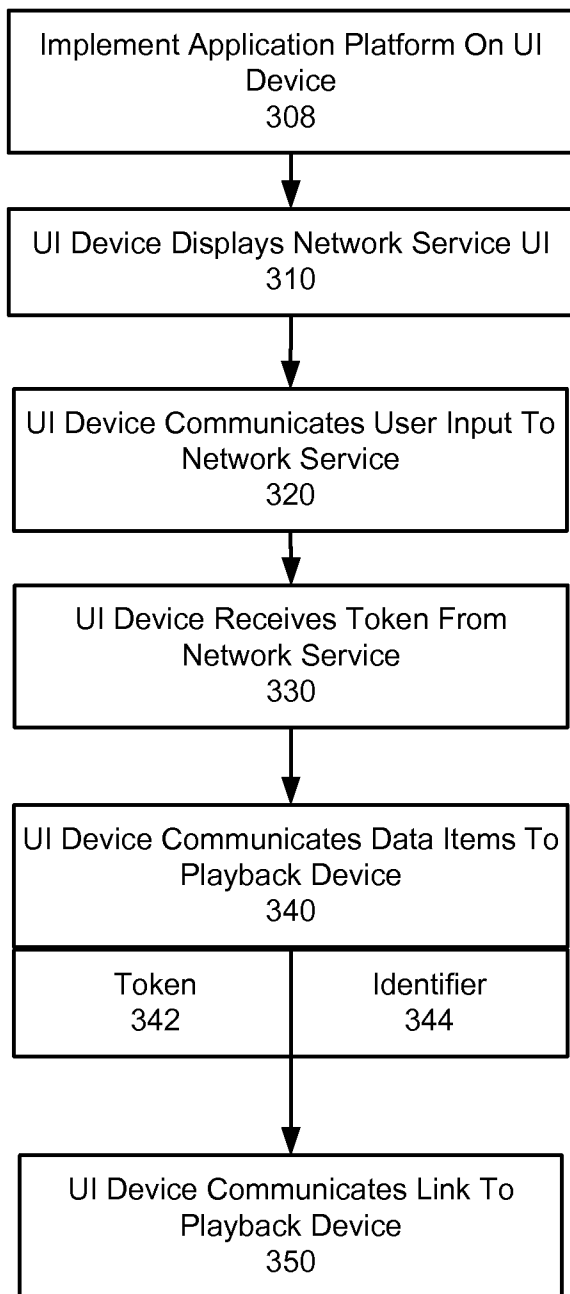 Implement Application Platform On UI
Device
308
UI Device Displays Network Service UI
310
UI Device Communicates User Input To
Network Service
320
UI Device Receives Token From
Network Service
330
UI Device Communicates Data Items To
Playback Device
340
Token
342
Identifier
344
UI Device Communicates Link To
Playback Device
350